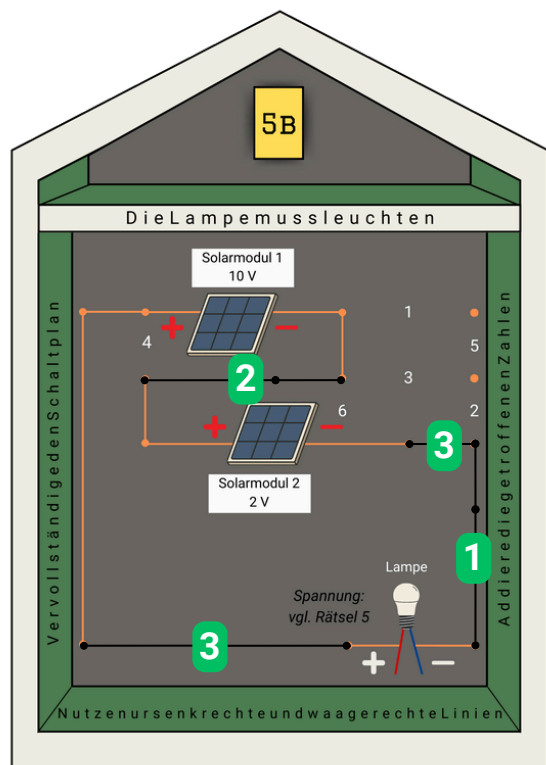 5B
DieLampemussleuchten
Solarmodul 1
10 V
+
−
1
4
5
2
3
+
−
6
2
3
Solarmodul 2
2 V
1
Lampe
Spannung:
vgl. Rätsel 5
3
+
−
VervollständigedenSchaltplan
AddierediegetroffenenZahlen
NutzenursenkrechteundwaagerechteLinien